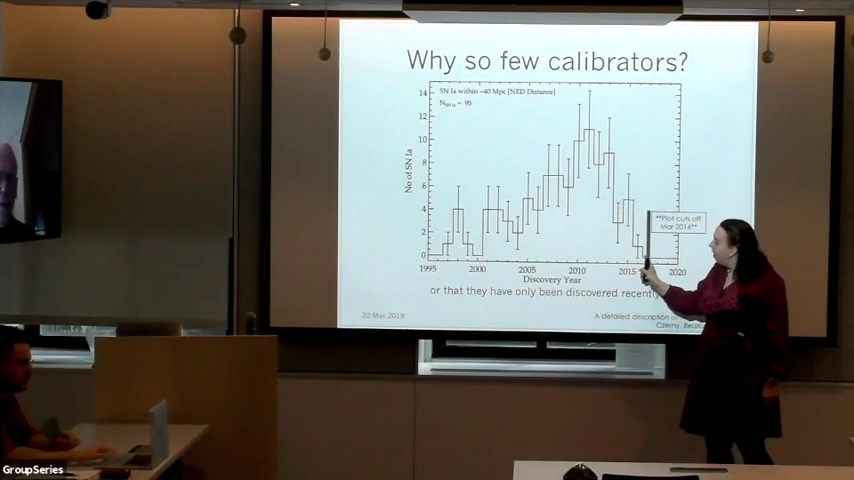 Why so few calibrators?
SN Ia within ~40 Mpc [NED Distance]
= 95
No of SN Ia
14
12
10
8
6
4
2
0
**Plot cuts off
Mar 2016**
1995 2000 2005 2010 2015 2020
Discovery Year
or that they have only been discovered recently
22 Mar 2019
A detailed description of
Czerny,
GroupSeries